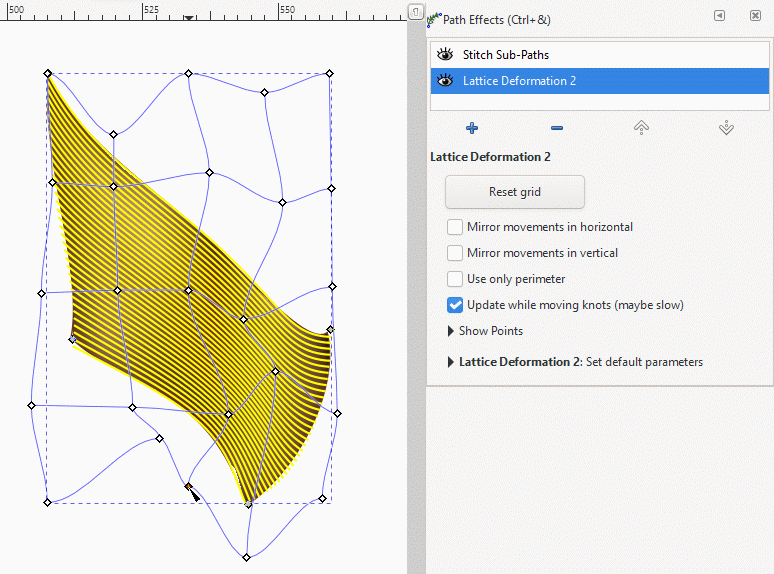 500 525 550
Path Effects (Ctrl+&)
Stitch Sub-Paths
Lattice Deformation 2
Lattice Deformation 2
Reset grid
Mirror movements in horizontal
Mirror movements in vertical
Use only perimeter
Update while moving knots (maybe slow)
Show Points
Lattice Deformation 2: Set default parameters